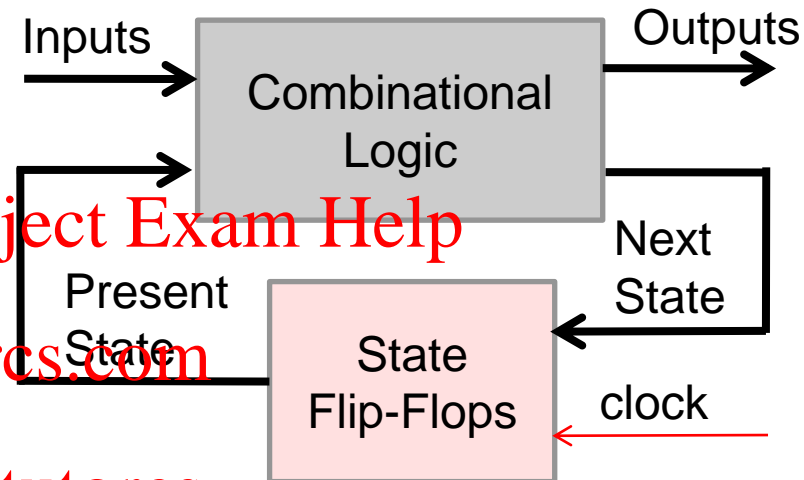 Inputs
Outputs
Combinational
Logic
ject Exam Help
Next
State
Present
State
State
Flip-Flops
cs.com
clock